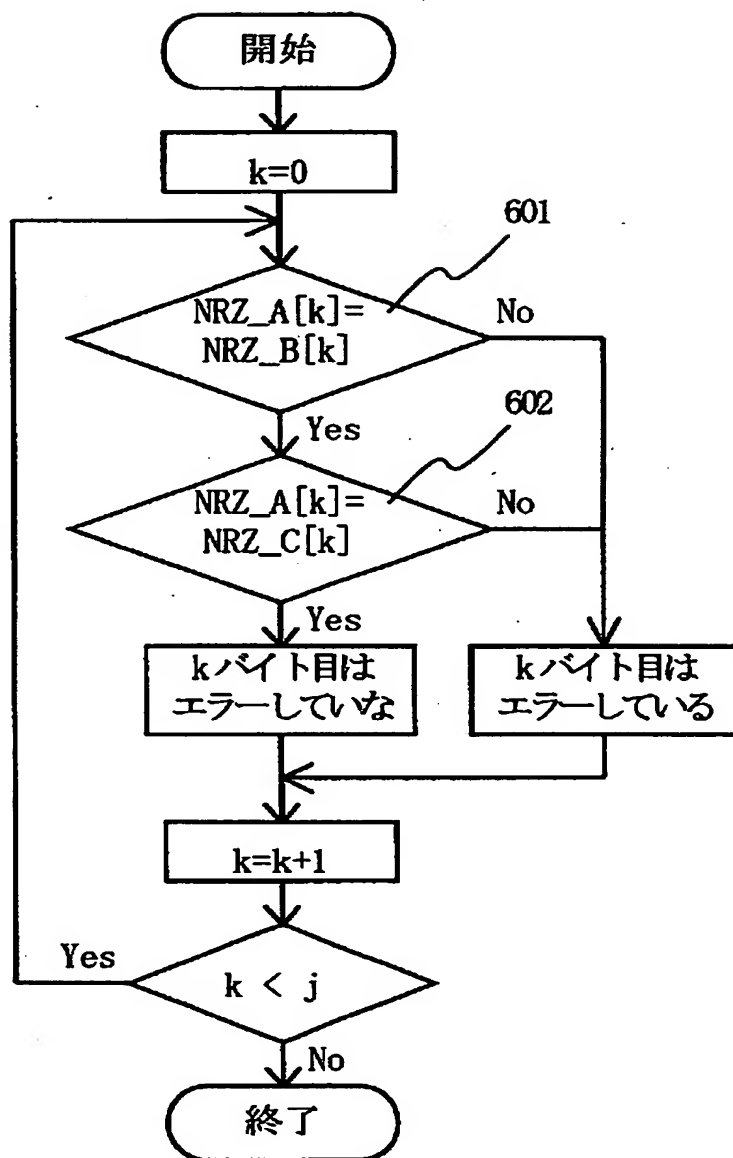 開始
k=0
601
NRZ_A[k]=
NRZ_B[k]
No
Yes
602
NRZ_A[k]=
NRZ_C[k]
No
Yes
kバイト目は
エラーしていな
kバイト目は
エラーしている
k=k+1
Yes
k < j
No
終了